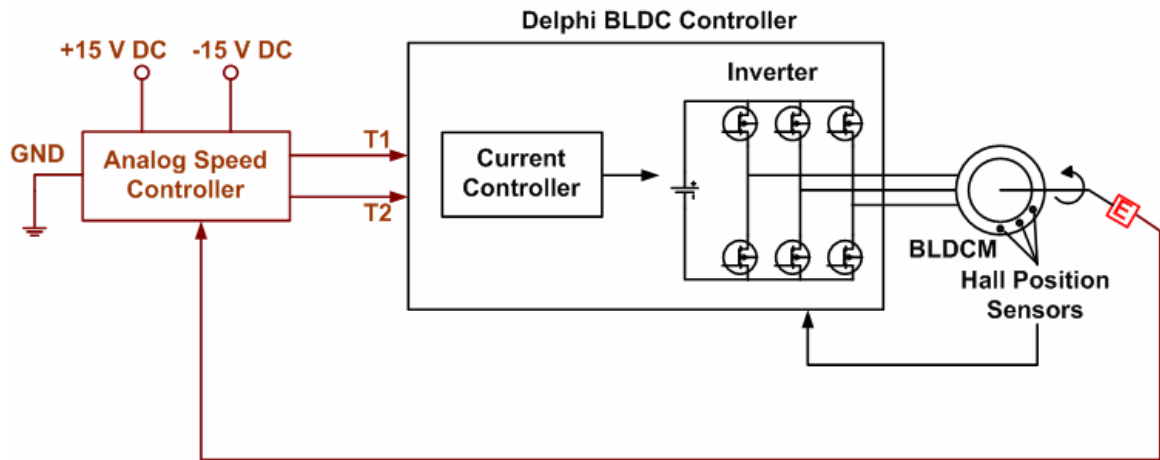 Delphi BLDC Controller
+15 V DC
-15 V DC
Inverter
GND
Analog Speed
Controller
T1
T2
Current
Controller
E
BLDCM
Hall Position
Sensors